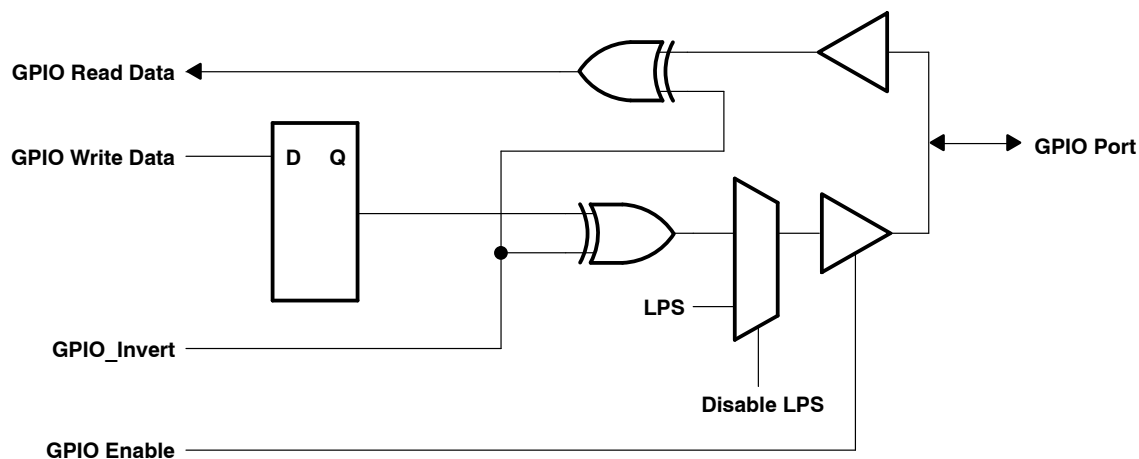 GPIO Read Data
GPIO Write Data
D Q
GPIO Port
LPS
GPIO_Invert
Disable LPS
GPIO Enable